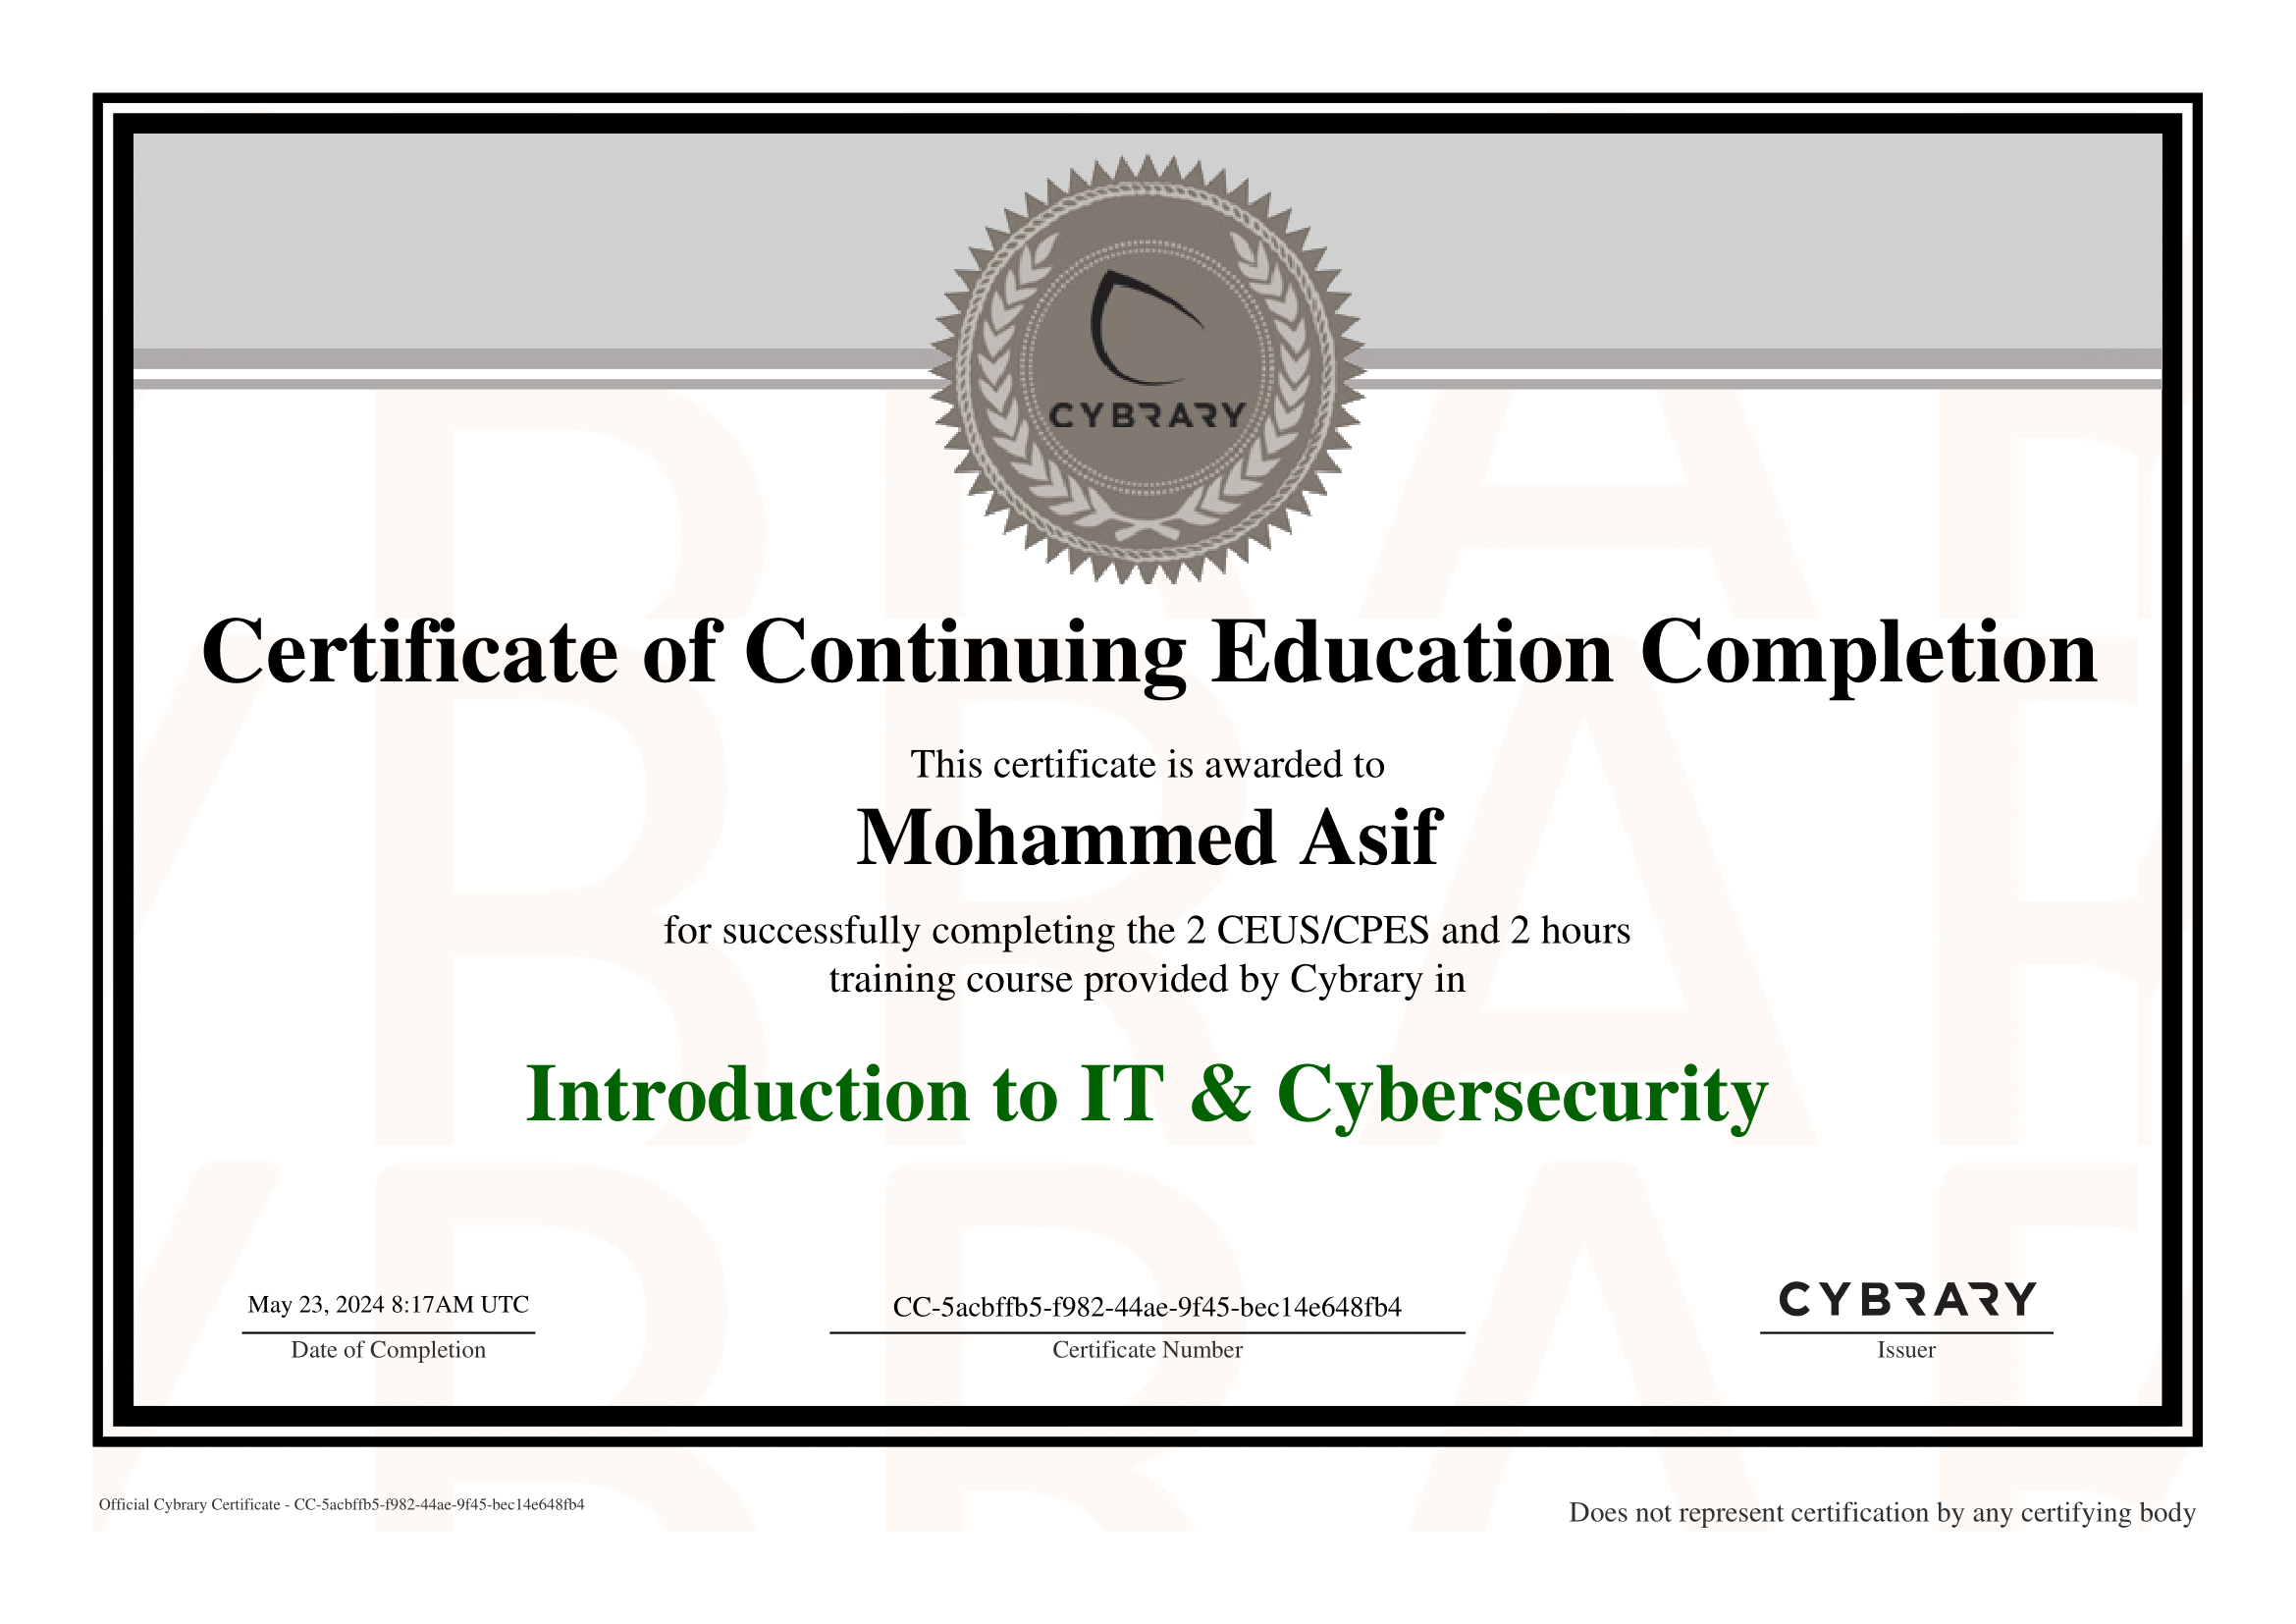 CYBRARY
Certificate of Continuing Education Completion
This certificate is awarded to
Mohammed Asif
for successfully completing the 2 CEUS/CPES and 2 hours
training course provided by Cybrary in
Introduction to IT & Cybersecurity
May 23, 2024 8:17AM UTC
Date of Completion
CC-5acbffb5-f982-44ae-9f45-bec14e648fb4
Certificate Number
CYBRARY
Issuer
Official Cybrary Certificate - CC-5acbffb5-f982-44ae-9f45-bec14e648fb4
Does not represent certification by any certifying body